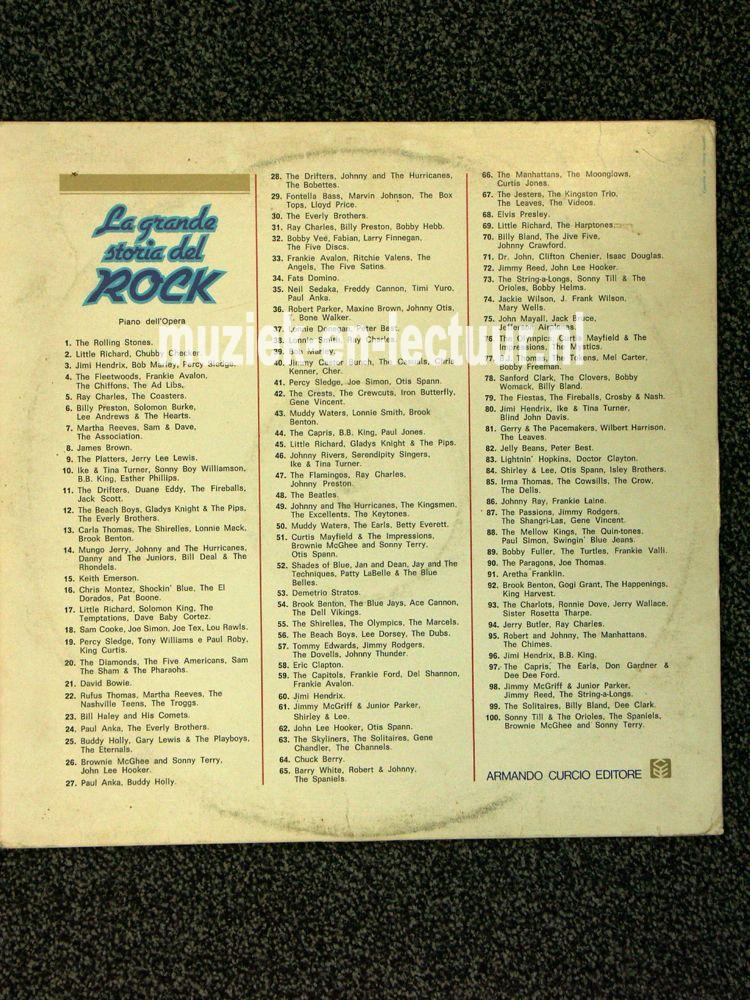 La grande
storia del
ROCK
Piano dell'Opera
1. The Rolling Stones.
2. Little Richard, Chubby Checker.
3. Jimi Hendrix, Bob Marley, Percy Sledge.
4. The Fleetwoods, Frankie Avalon,
The Chiffons, The Ad Libs.
5. Ray Charles, The Coasters.
6. Billy Preston, Solomon Burke,
Lee Andrews & The Hearts.
7. Martha Reeves, Sam & Dave,
The Association.
8. James Brown.
9. The Platters, Jerry Lee Lewis.
10. Ike & Tina Turner, Sonny Boy Williamson,
B.B. King, Esther Phillips.
11. The Drifters, Duane Eddy, The Fireballs,
Jack Scott.
12. The Beach Boys, Gladys Knight & The Pips,
The Everly Brothers.
13. Carla Thomas, The Shirelles, Lonnie Mack,
Brook Benton.
14. Mungo Jerry, Johnny and The Hurricanes,
Danny and The Juniors, Bill Deal & The
Rhondels.
15. Keith Emerson.
16. Chris Montez, Shockin' Blue, The El
Dorados, Pat Boone.
17. Little Richard, Solomon King, The
Temptations, Dave Baby Cortez.
18. Sam Cooke, Joe Simon, Joe Tex, Lou Rawls.
19. Percy Sledge, Tony Williams e Paul Roby,
King Curtis.
20. The Diamonds, The Five Americans, Sam
The Sham & The Pharaohs.
21. David Bowie.
22. Rufus Thomas, Martha Reeves, The
Nashville Teens, The Troggs.
23. Bill Haley and His Comets.
24. Paul Anka, The Everly Brothers.
25. Buddy Holly, Gary Lewis & The Playboys,
The Eternals.
26. Brownie McGhee and Sonny Terry,
John Lee Hooker.
27. Paul Anka, Buddy Holly.
28. The Drifters, Johnny and The Hurricanes,
The Bobettes.
29. Fontella Bass, Marvin Johnson, The Box
Tops, Lloyd Price.
30. The Everly Brothers.
31. Ray Charles, Billy Preston, Bobby Hebb.
32. Bobby Vee, Fabian, Larry Finnegan,
The Five Discs.
33. Frankie Avalon, Ritchie Valens, The
Angels, The Five Satins.
34. Fats Domino.
35. Neil Sedaka, Freddy Cannon, Timi Yuro,
Paul Anka.
36. Robert Parker, Maxine Brown, Johnny Otis,
T. Bone Walker.
37. Lonnie Donegan, Peter Best.
38. Lonnie Smith, Ray Charles.
39. Bob Marley.
40. Jimmy Castor Bunch, The Casuals, Chris
Kenner, Cher.
41. Percy Sledge, Joe Simon, Otis Spann.
42. The Crests, The Crewcuts, Iron Butterfly,
Gene Vincent.
43. Muddy Waters, Lonnie Smith, Brook
Benton.
44. The Capris, B.B. King, Paul Jones.
45. Little Richard, Gladys Knight & The Pips.
46. Johnny Rivers, Serendipity Singers,
Ike & Tina Turner.
47. The Flamingos, Ray Charles,
Johnny Preston.
48. The Beatles.
49. Johnny and The Hurricanes, The Kingsmen,
The Excellents, The Keytones.
50. Muddy Waters, The Earls, Betty Everett.
51. Curtis Mayfield & The Impressions,
Brownie McGhee and Sonny Terry,
Otis Spann.
52. Shades of Blue, Jan and Dean, Jay and The
Techniques, Patty LaBelle & The Blue
Belles.
53. Demetrio Stratos.
54. Brook Benton, The Blue Jays, Ace Cannon,
The Dell Vikings.
55. The Shirelles, The Olympics, The Marcels.
56. The Beach Boys, Lee Dorsey, The Dubs.
57. Tommy Edwards, Jimmy Rodgers,
The Dovells, Johnny Thunder.
58. Eric Clapton.
59. The Capitols, Frankie Ford, Del Shannon,
Frankie Avalon.
60. Jimi Hendrix.
61. Jimmy McGriff & Junior Parker,
Shirley & Lee.
62. John Lee Hooker, Otis Spann.
63. The Skyliners, The Solitaires, Gene
Chandler, The Channels.
64. Chuck Berry.
65. Barry White, Robert & Johnny,
The Spaniels.
66. The Manhattans, The Moonglows,
Curtis Jones.
67. The Jesters, The Kingston Trio,
The Leaves, The Videos.
68. Elvis Presley.
69. Little Richard, The Harptones.
70. Billy Bland, The Jive Five,
Johnny Crawford.
71. Dr. John, Clifton Chenier, Isaac Douglas.
72. Jimmy Reed, John Lee Hooker.
73. The String-a-Longs, Sonny Till & The
Orioles, Bobby Helms.
74. Jackie Wilson, J. Frank Wilson,
Mary Wells.
75. John Mayall, Jack Bruce,
Jefferson Airplane.
76. The Olympics, Curtis Mayfield & The
Impressions, The Mystics.
77. The Tokens, Mel Carter,
Bobby Freeman.
78. Sanford Clark, The Clovers, Bobby
Womack, Billy Bland.
79. The Fiestas, The Fireballs, Crosby & Nash.
80. Jimi Hendrix, Ike & Tina Turner,
Blind John Davis.
81. Gerry & The Pacemakers, Wilbert Harrison,
The Leaves.
82. Jelly Beans, Peter Best.
83. Lightnin' Hopkins, Doctor Clayton.
84. Shirley & Lee, Otis Spann, Isley Brothers.
85. Irma Thomas, The Cowsills, The Crow,
The Dells.
86. Johnny Ray, Frankie Laine.
87. The Passions, Jimmy Rodgers,
The Shangri-Las, Gene Vincent.
88. The Mellow Kings, The Quin-tones,
Paul Simon, Swingin' Blue Jeans.
89. Bobby Fuller, The Turtles, Frankie Valli.
90. The Paragons, Joe Thomas.
91. Aretha Franklin.
92. Brook Benton, Gogi Grant, The Happenings,
King Harvest.
93. The Charlots, Ronnie Dove, Jerry Wallace,
Sister Rosetta Tharpe.
94. Jerry Butler, Ray Charles.
95. Robert and Johnny, The Manhattans,
The Chimes.
96. Jimi Hendrix, B.B. King.
97. The Capris, The Earls, Don Gardner &
Dee Dee Ford.
98. Jimmy McGriff & Junior Parker,
Jimmy Reed, The String-a-Longs.
99. The Solitaires, Billy Bland, Dee Clark.
100. Sonny Till & The Orioles, The Spaniels,
Brownie McGhee and Sonny Terry.
ARMANDO CURCIO EDITORE
muziek-en-lectuur.nl